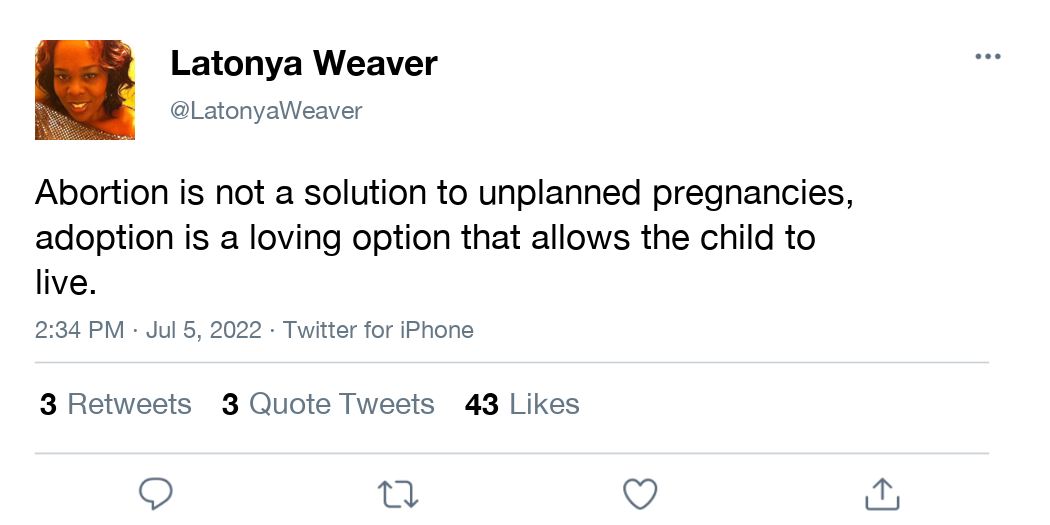 Latonya Weaver
@LatonyaWeaver
Abortion is not a solution to unplanned pregnancies,
adoption is a loving option that allows the child to
live.
2:34 PM · Jul 5, 2022 · Twitter for iPhone
3 Retweets 3 Quote Tweets 43 Likes